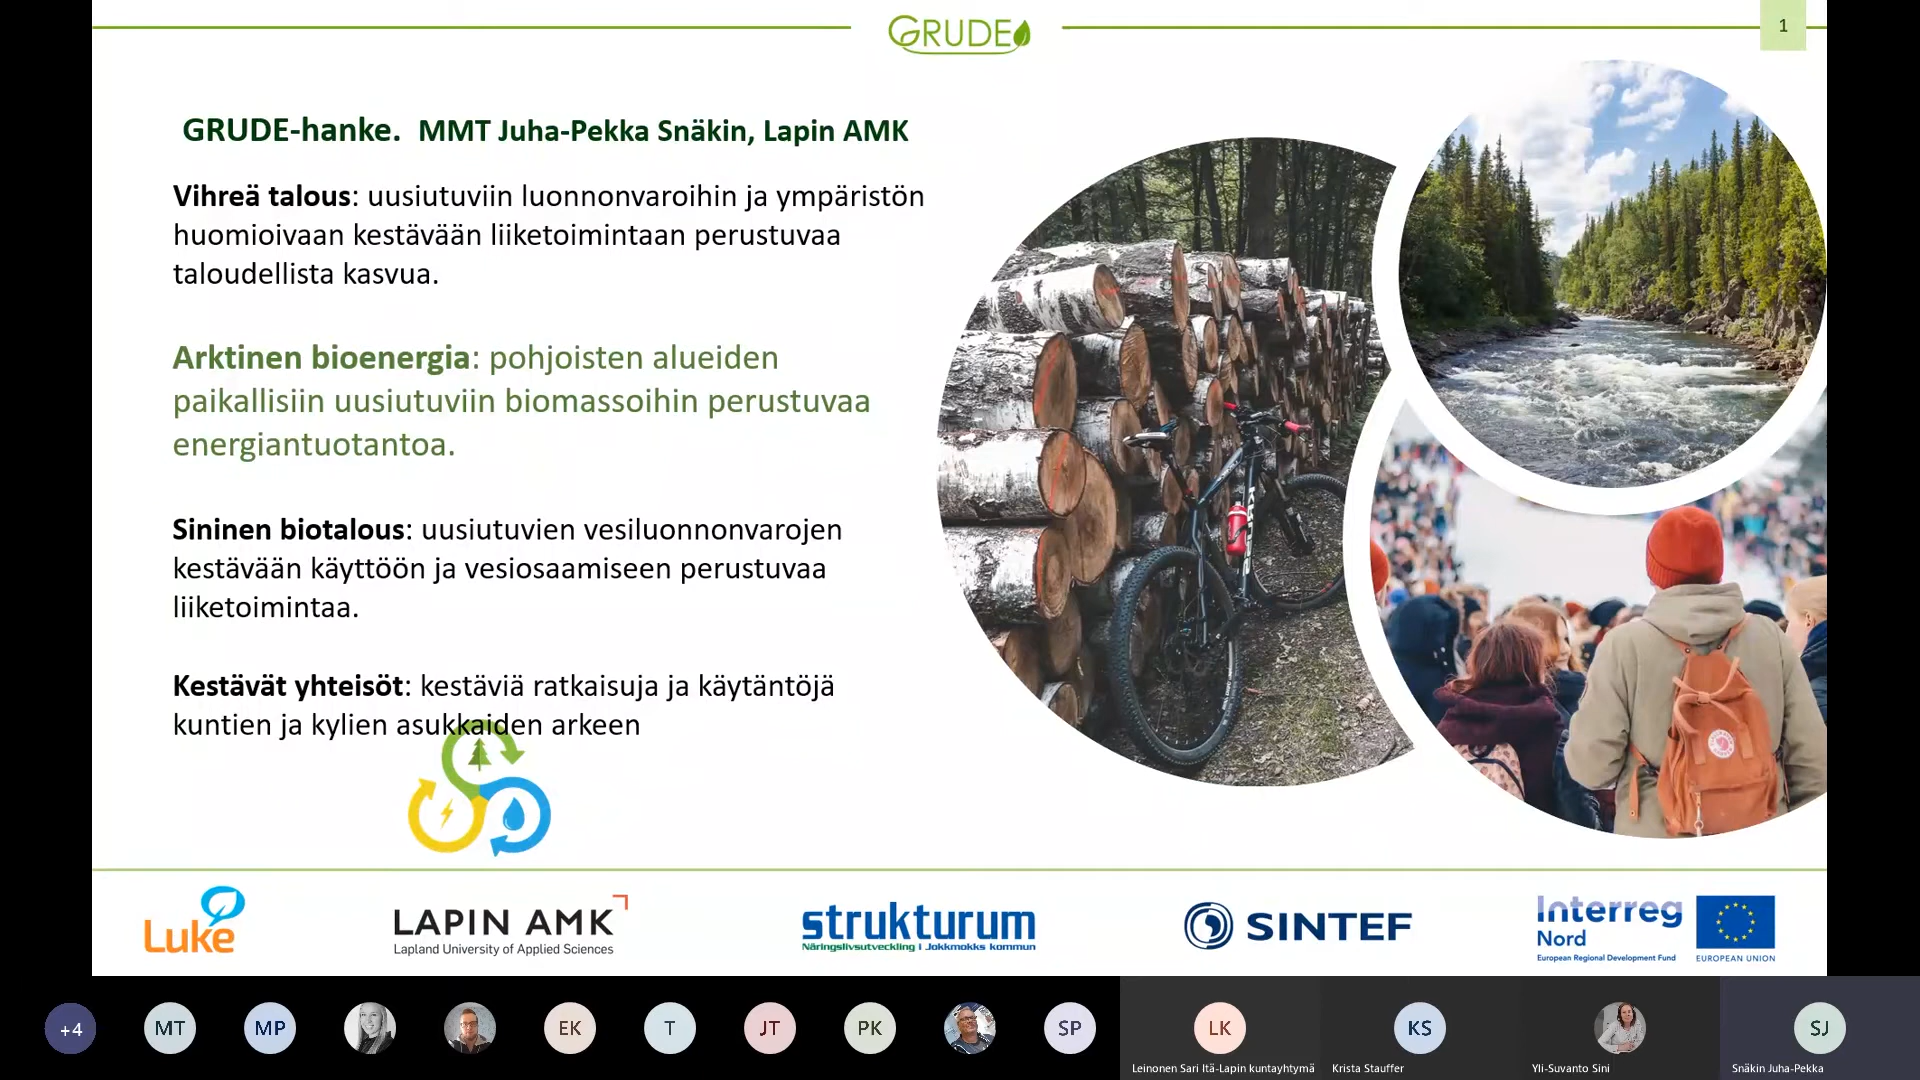 GRUDE
1
GRUDE-hanke. MMT Juha-Pekka Snäkin, Lapin AMK
Vihreä talous: uusiutuviin luonnonvaroihin ja ympäristön
huomioivaan kestävään liiketoimintaan perustuvaa
taloudellista kasvua.
Arktinen bioenergia: pohjoisten alueiden
paikallisiin uusiutuviin biomassoihin perustuvaa
energiantuotantoa.
Sininen biotalous: uusiutuvien vesiluonnonvarojen
kestävään käyttöön ja vesiosaamiseen perustuvaa
liiketoimintaa.
Kestävät yhteisöt: kestäviä ratkaisuja ja käytäntöjä
kuntien ja kylien asukkaiden arkeen
Luke
LAPIN AMK
Lapland University of Applied Sciences
strukturum
Näringslivsutveckling i Jokkmokks kommun
SINTEF
Interreg
Nord
European Regional Development Fund
EUROPEAN UNION
+4
MT
MP
EK
T
JT
PK
SP
LK
KS
SJ
Leinonen Sari Itä-Lapin kuntayhtymä
Krista Stauffer
Yli-Suvanto Sini
Snäkin Juha-Pekka